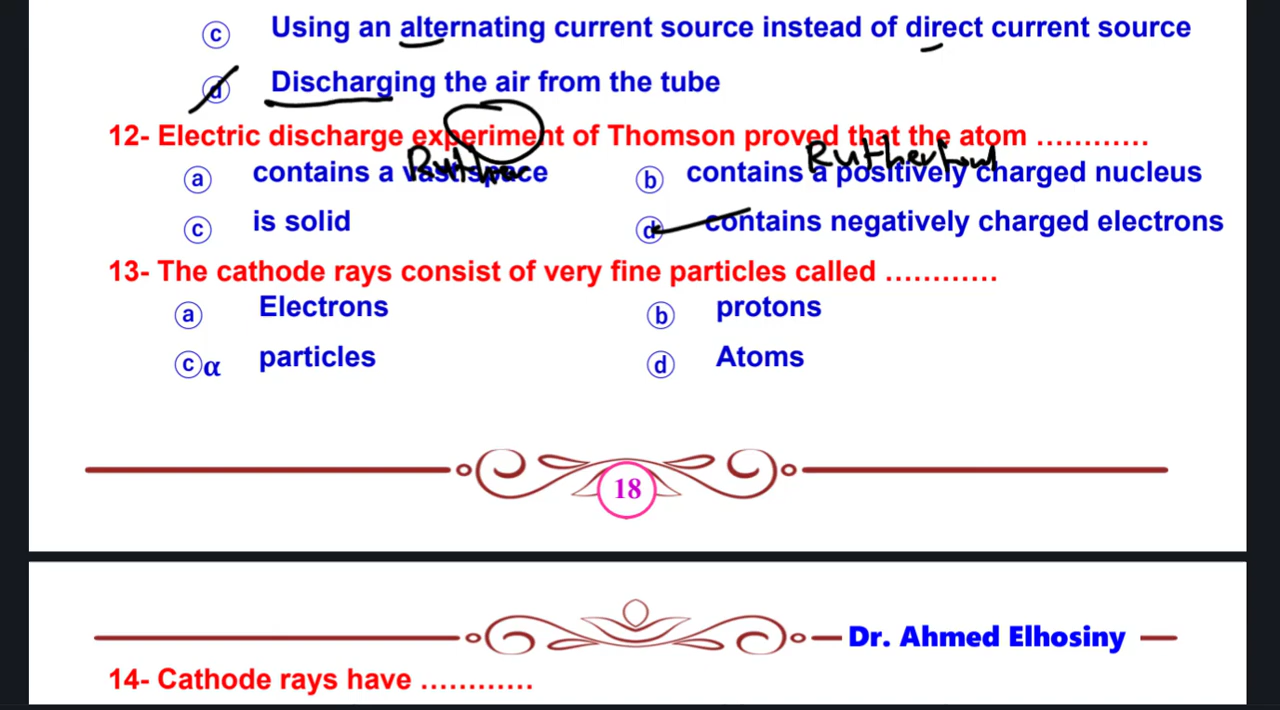 c Using an alternating current source instead of direct current source
d Discharging the air from the tube
12- Electric discharge experiment of Thomson proved that the atom ............
a contains a vast space b contains a positively charged nucleus
Rutherford
c is solid d contains negatively charged electrons
13- The cathode rays consist of very fine particles called ............
a Electrons b protons
c α particles d Atoms
18
Dr. Ahmed Elhosiny
14- Cathode rays have ............